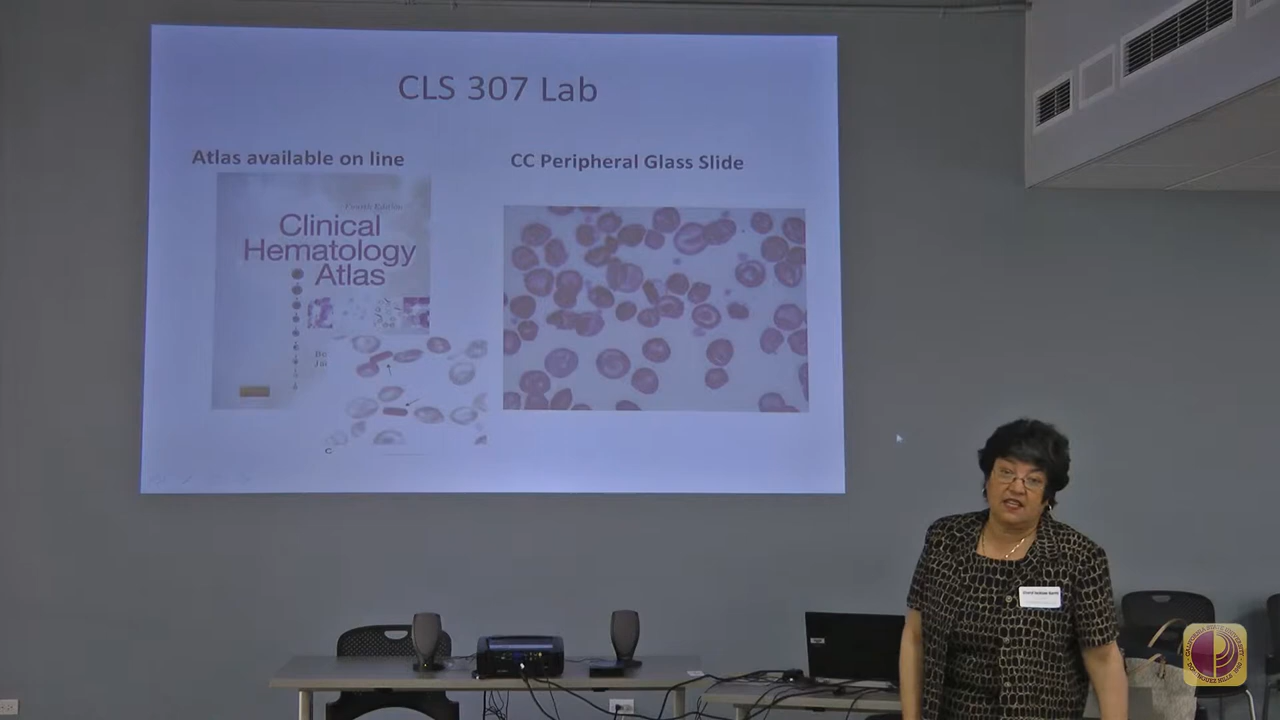 CLS 307 Lab
Atlas available on line
CC Peripheral Glass Slide
Fourth Edition
Clinical
Hematology
Atlas
C